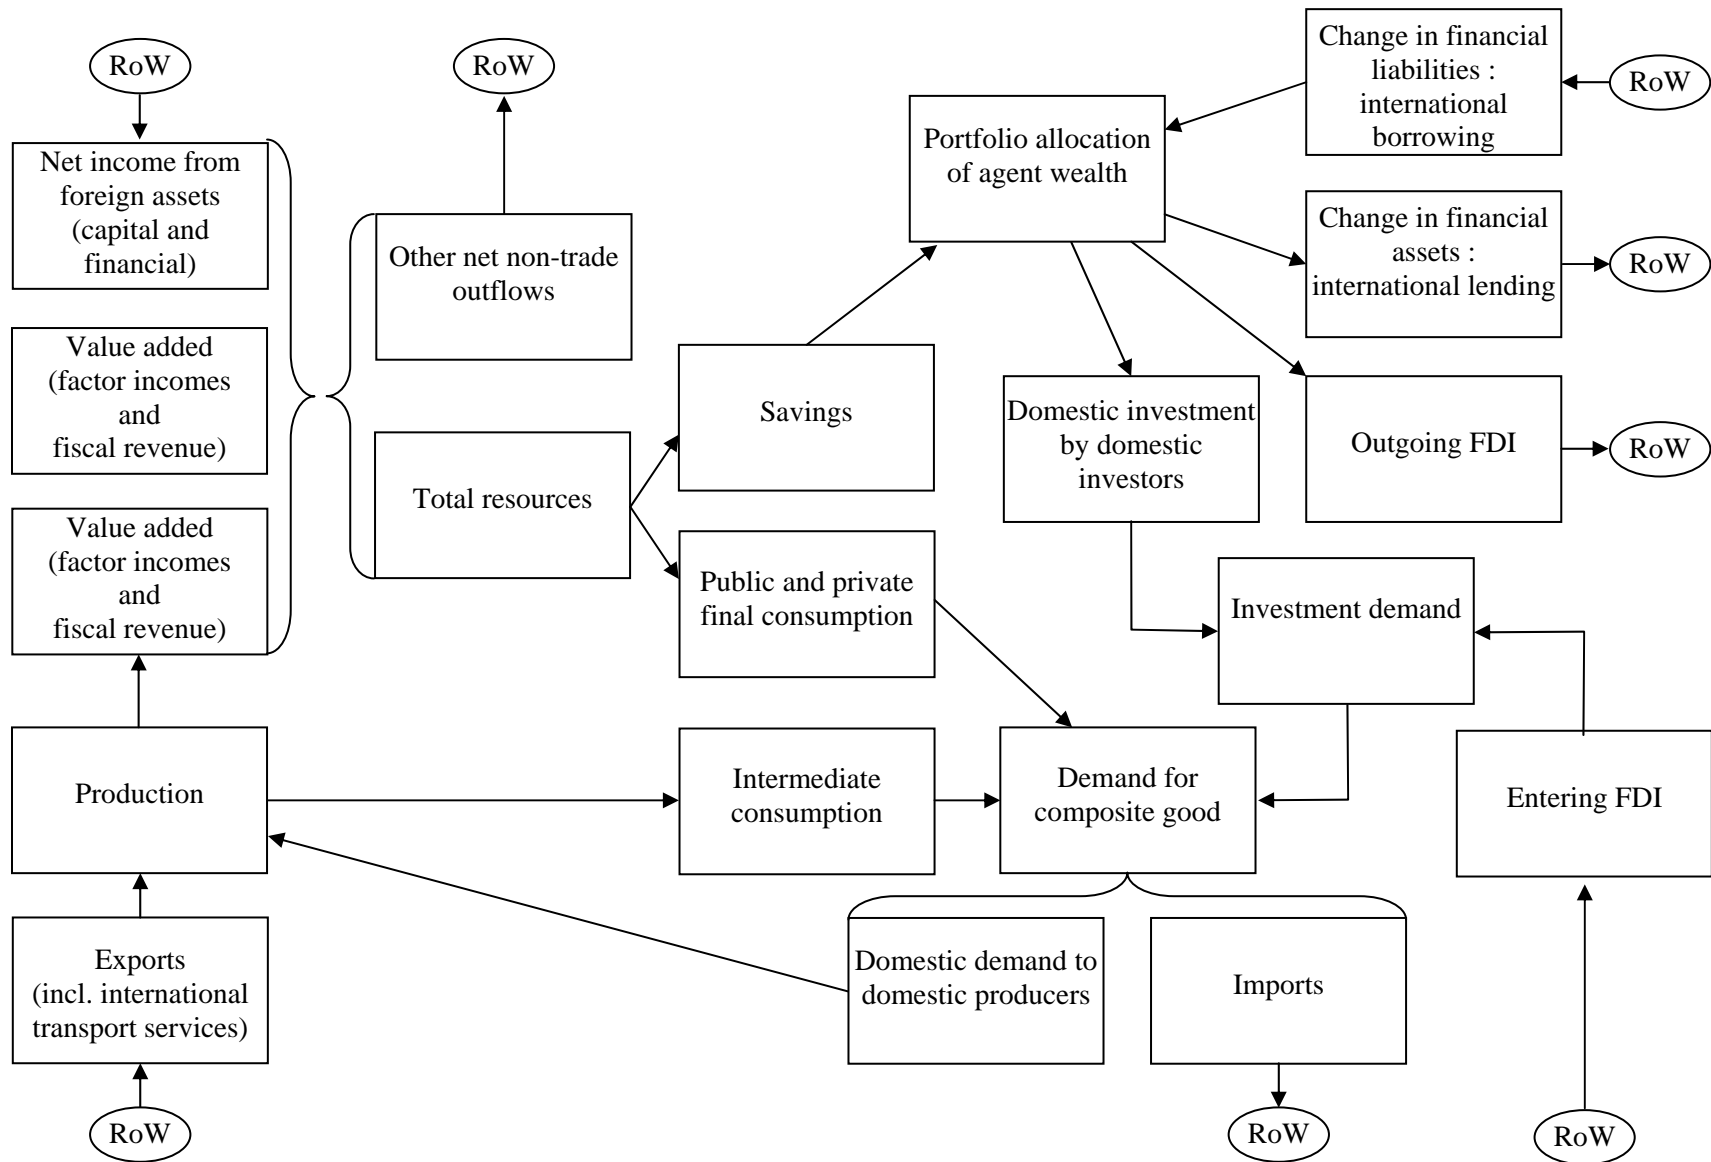 RoW
RoW
Change in financial
liabilities :
international
borrowing
RoW
Portfolio allocation
of agent wealth
Net income from
foreign assets
(capital and
financial)
Change in financial
assets :
international lending
RoW
Other net non-trade
outflows
Value added
(factor incomes
and
fiscal revenue)
Savings
Domestic investment
by domestic
investors
Outgoing FDI
RoW
Total resources
Value added
(factor incomes
and
fiscal revenue)
Public and private
final consumption
Investment demand
Production
Intermediate
consumption
Demand for
composite good
Entering FDI
Exports
(incl. international
transport services)
Domestic demand to
domestic producers
Imports
RoW
RoW
RoW